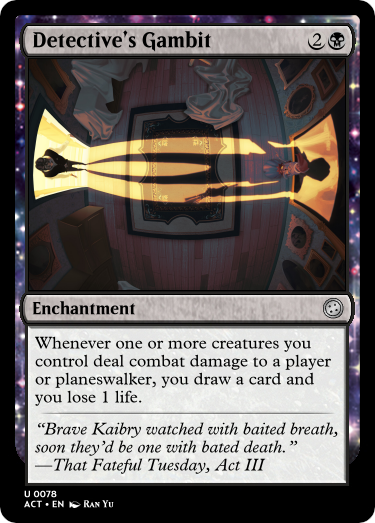 Detective's Gambit 2
Enchantment
Whenever one or more creatures you
control deal combat damage to a player
or planeswalker, you draw a card and
you lose 1 life.
“Brave Kaibry watched with baited breath,
soon they’d be one with bated death.”
—That Fateful Tuesday, Act III
U 0078
ACT • EN Ran Yu